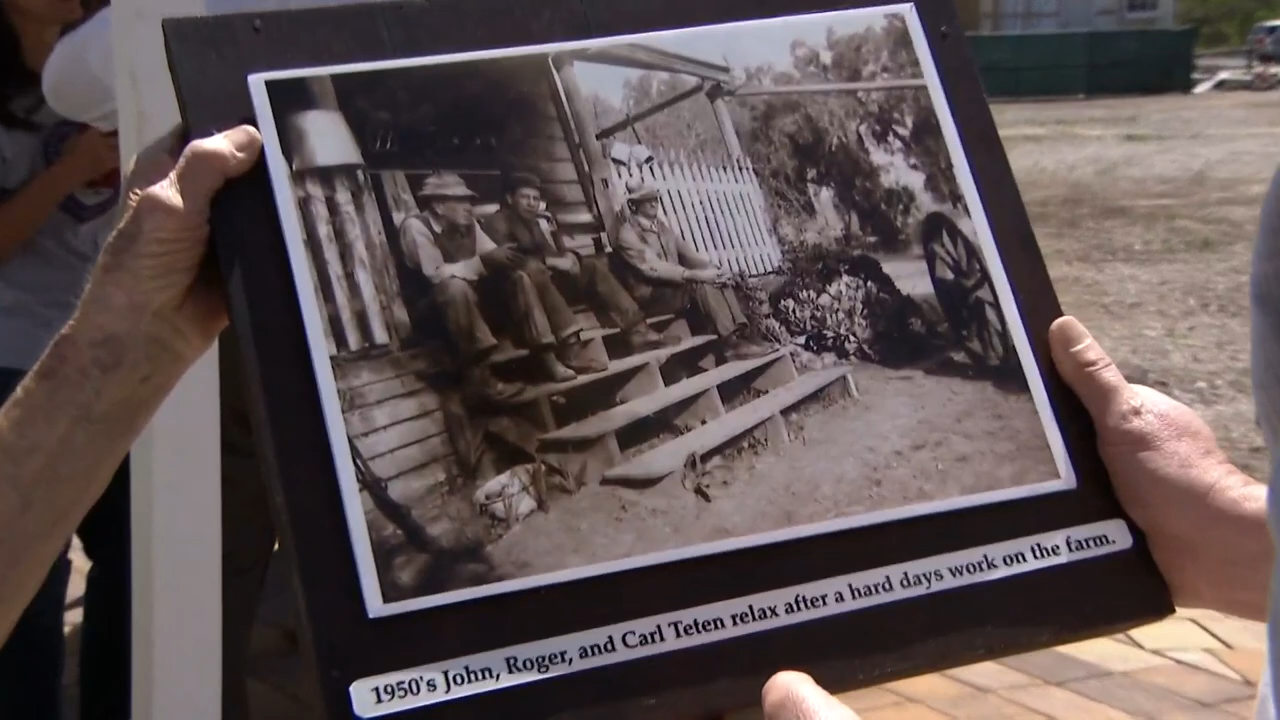 1950's John, Roger, and Carl Teten relax after a hard days work on the farm.